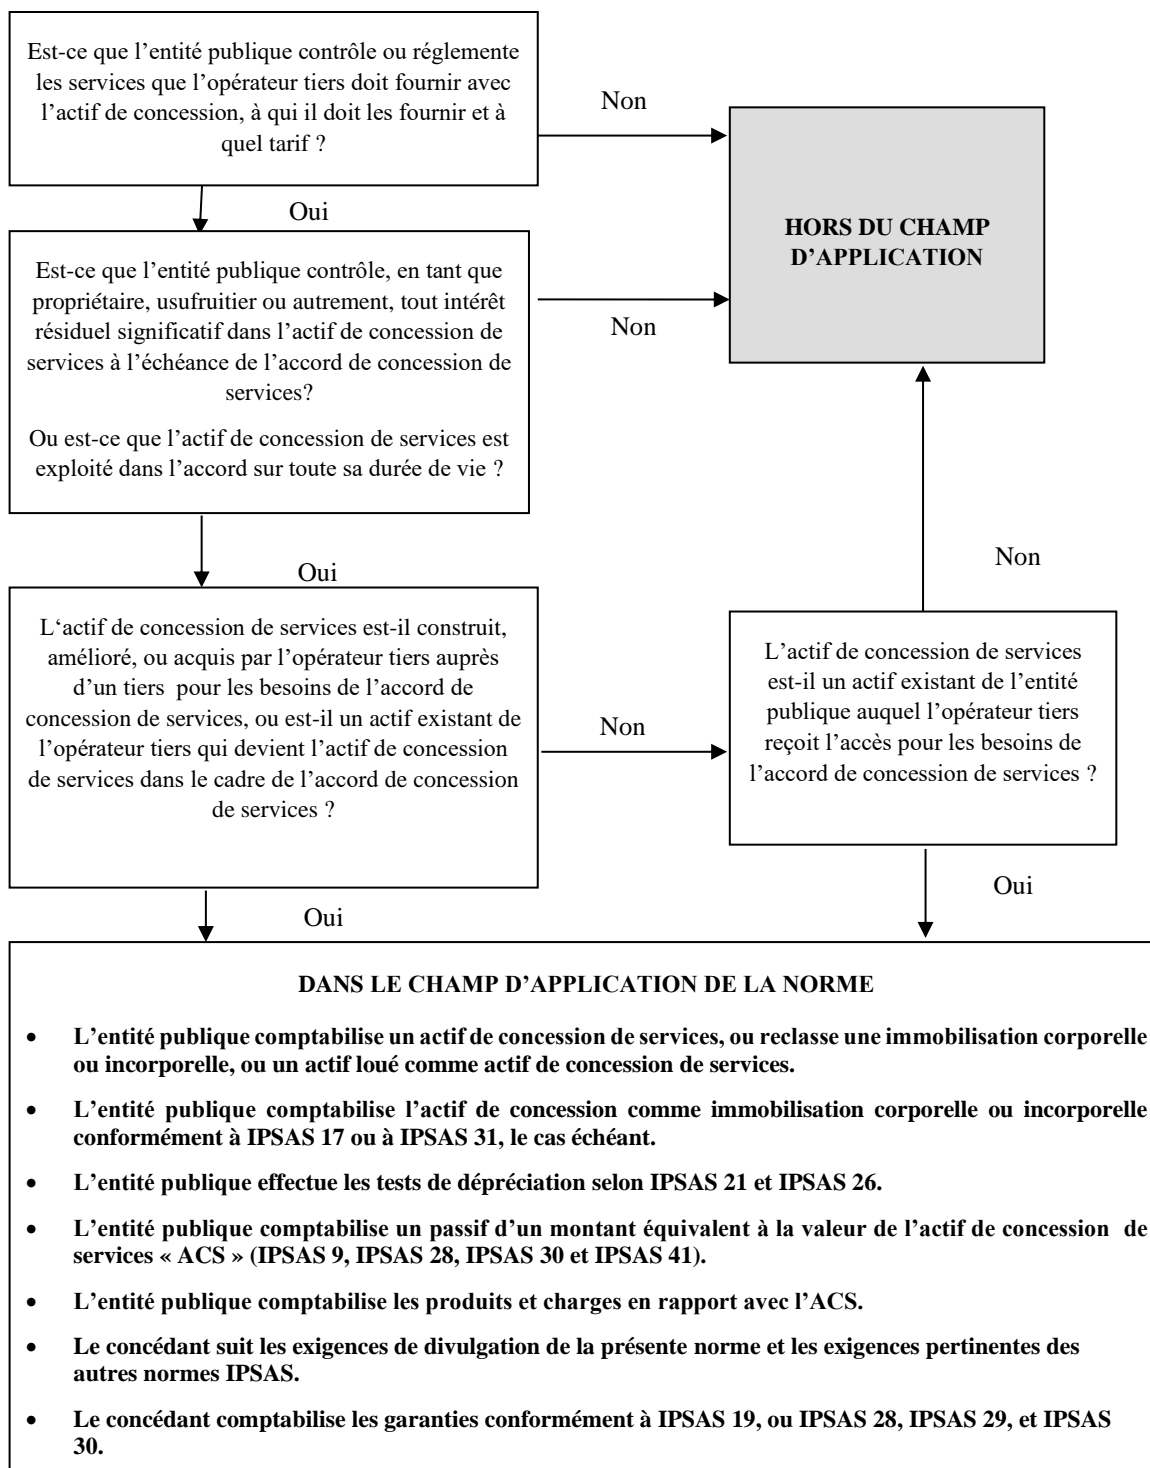 Est-ce que l’entité publique contrôle ou réglemente
les services que l’opérateur tiers doit fournir avec
l’actif de concession, à qui il doit les fournir et à
quel tarif ?
Non
HORS DU CHAMP
D’APPLICATION
Oui
Est-ce que l’entité publique contrôle, en tant que
propriétaire, usufruitier ou autrement, tout intérêt
résiduel significatif dans l’actif de concession de
services à l’échéance de l’accord de concession de
services?
Ou est-ce que l’actif de concession de services est
exploité dans l’accord sur toute sa durée de vie ?
Non
Oui
L‘actif de concession de services est-il construit,
amélioré, ou acquis par l’opérateur tiers auprès
d’un tiers pour les besoins de l’accord de
concession de services, ou est-il un actif existant de
l’opérateur tiers qui devient l’actif de concession
de services dans le cadre de l’accord de concession
de services ?
Non
Non
L’actif de concession de services
est-il un actif existant de l’entité
publique auquel l’opérateur tiers
reçoit l’accès pour les besoins de
l’accord de concession de services ?
Oui
Oui
DANS LE CHAMP D’APPLICATION DE LA NORME
• L’entité publique comptabilise un actif de concession de services, ou reclasse une immobilisation corporelle
ou incorporelle, ou un actif loué comme actif de concession de services.
• L’entité publique comptabilise l’actif de concession comme immobilisation corporelle ou incorporelle
conformément à IPSAS 17 ou à IPSAS 31, le cas échéant.
• L’entité publique effectue les tests de dépréciation selon IPSAS 21 et IPSAS 26.
• L’entité publique comptabilise un passif d’un montant équivalent à la valeur de l’actif de concession de
services « ACS » (IPSAS 9, IPSAS 28, IPSAS 30 et IPSAS 41).
• L’entité publique comptabilise les produits et charges en rapport avec l’ACS.
• Le concédant suit les exigences de divulgation de la présente norme et les exigences pertinentes des
autres normes IPSAS.
• Le concédant comptabilise les garanties conformément à IPSAS 19, ou IPSAS 28, IPSAS 29, et IPSAS
30.